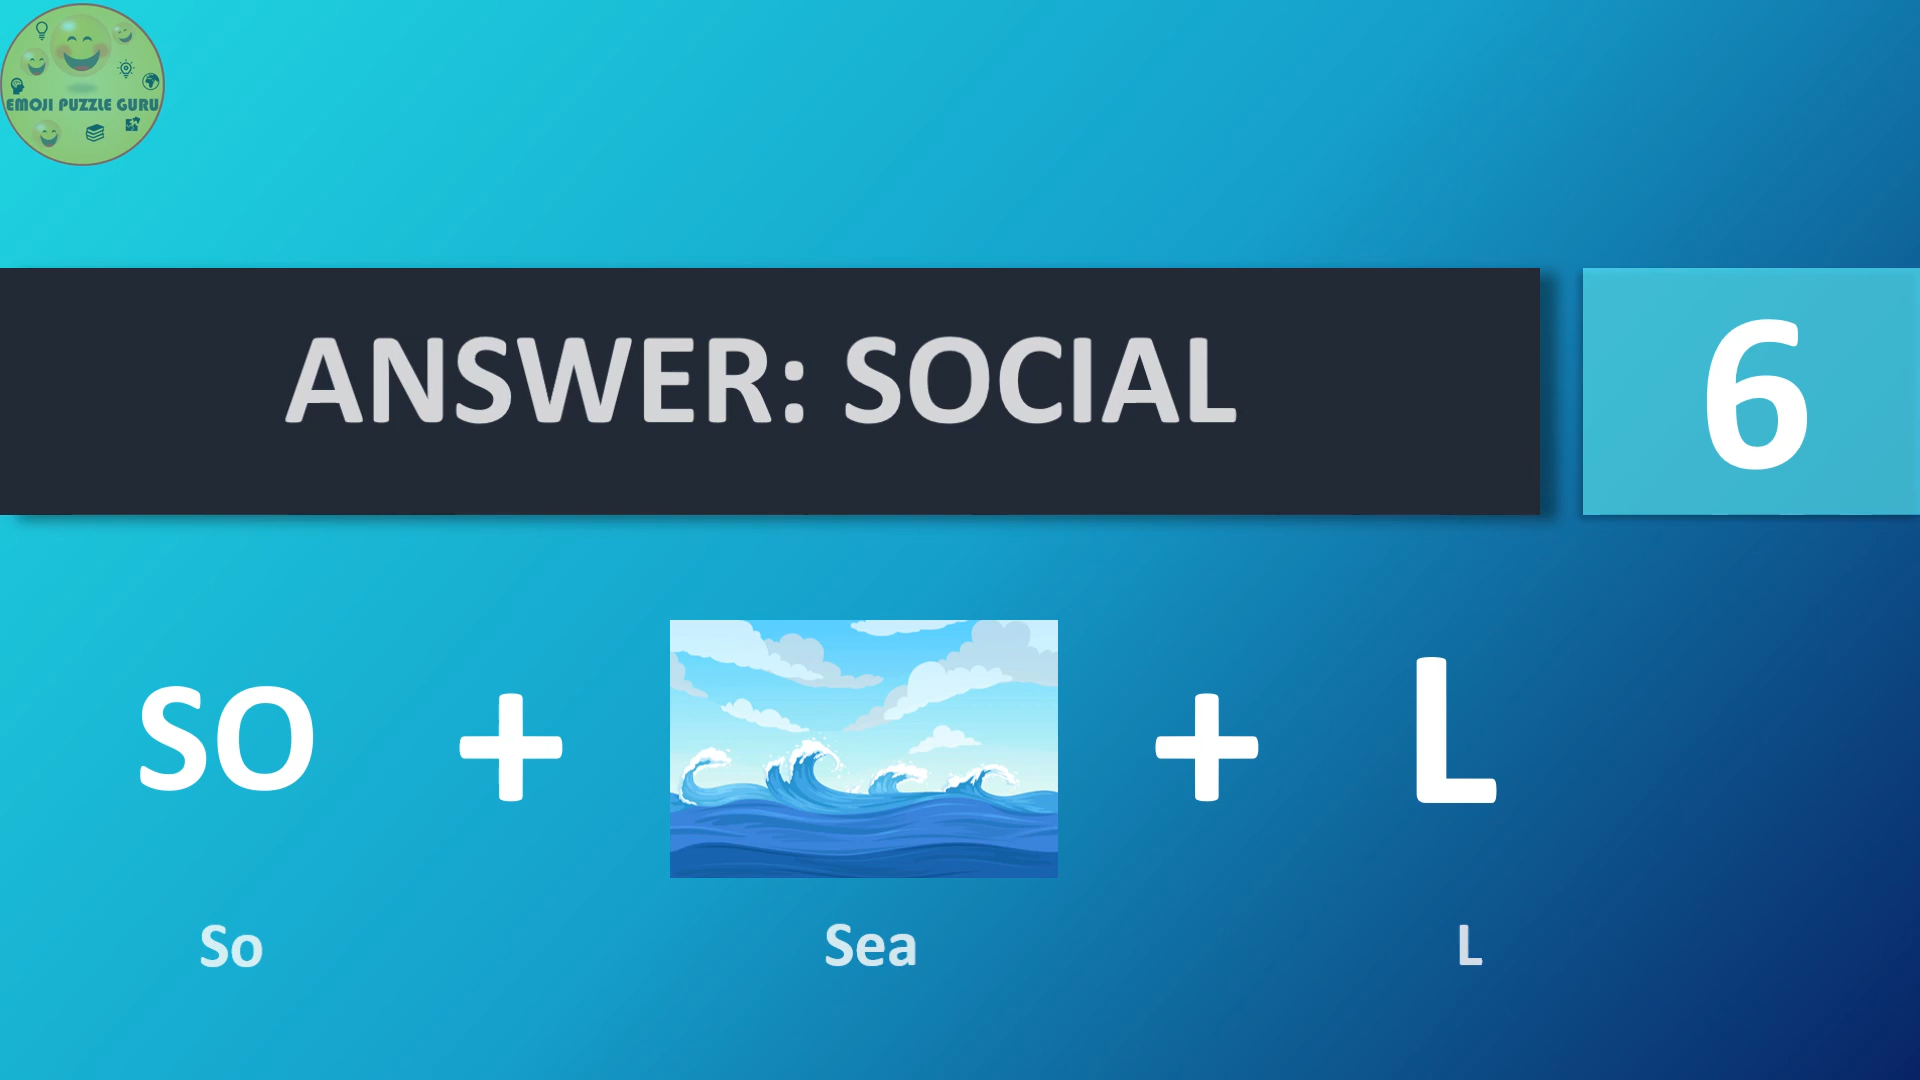 EMOJI PUZZLE GURU
ANSWER: SOCIAL
6
SO + + L
So Sea L